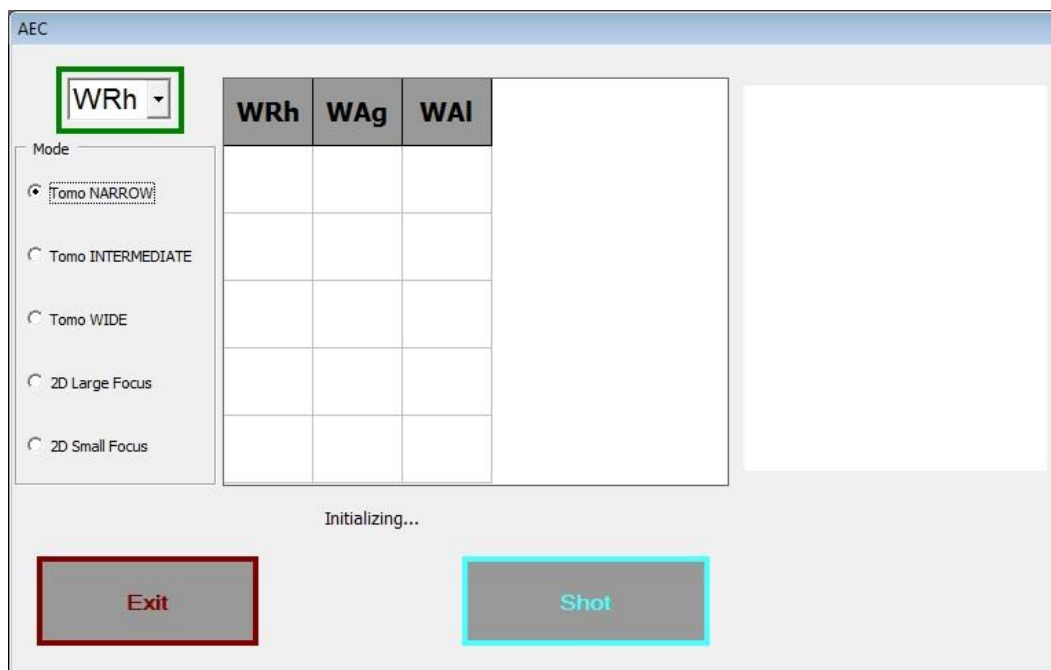 AEC
WRh
WRh WAg WAl
Mode
Tomo NARROW
Tomo INTERMEDIATE
Tomo WIDE
2D Large Focus
2D Small Focus
Initializing...
Exit Shot